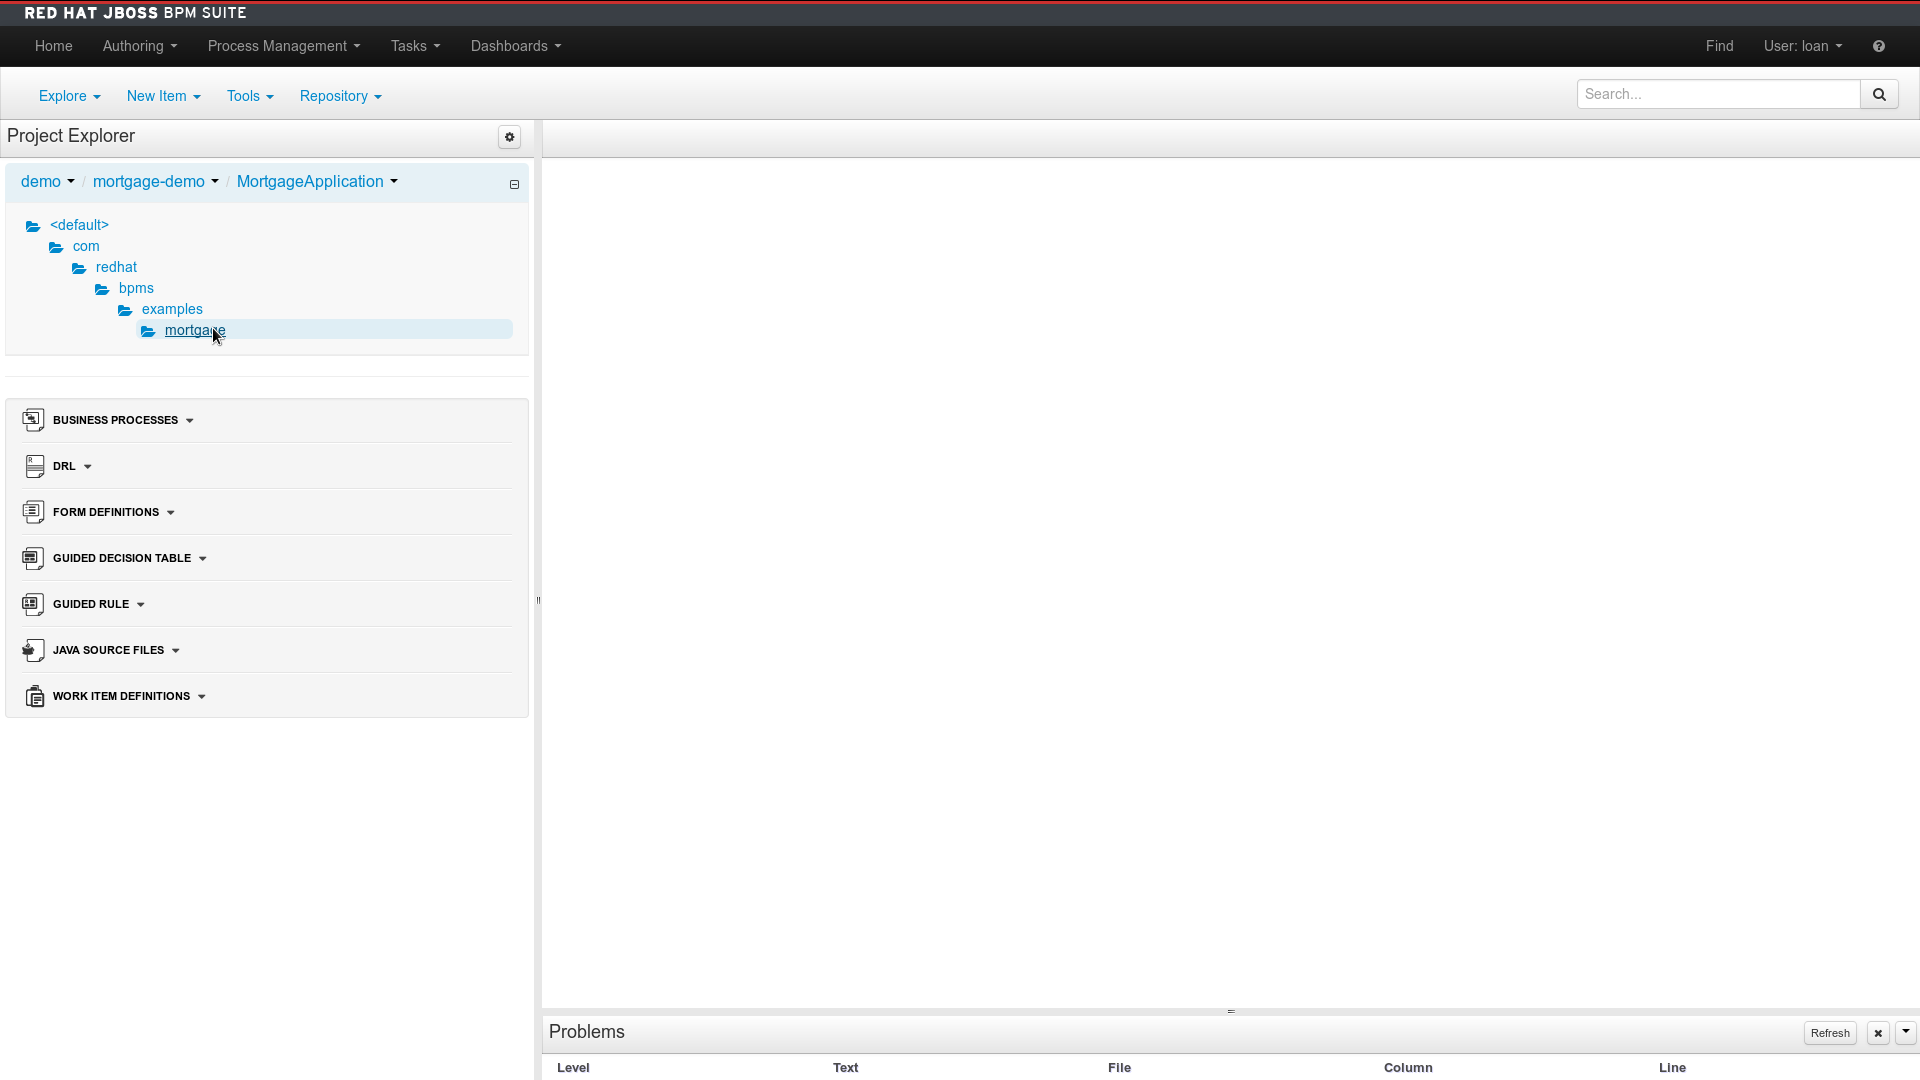 RED HAT JBOSS BPM SUITE
Home Authoring Process Management Tasks Dashboards Find User: loan
Explore New Item Tools Repository Search...
Project Explorer
demo / mortgage-demo / MortgageApplication
<default>
com
redhat
bpms
examples
mortgage
BUSINESS PROCESSES
DRL
FORM DEFINITIONS
GUIDED DECISION TABLE
GUIDED RULE
JAVA SOURCE FILES
WORK ITEM DEFINITIONS
Problems Refresh
Level Text File Column Line